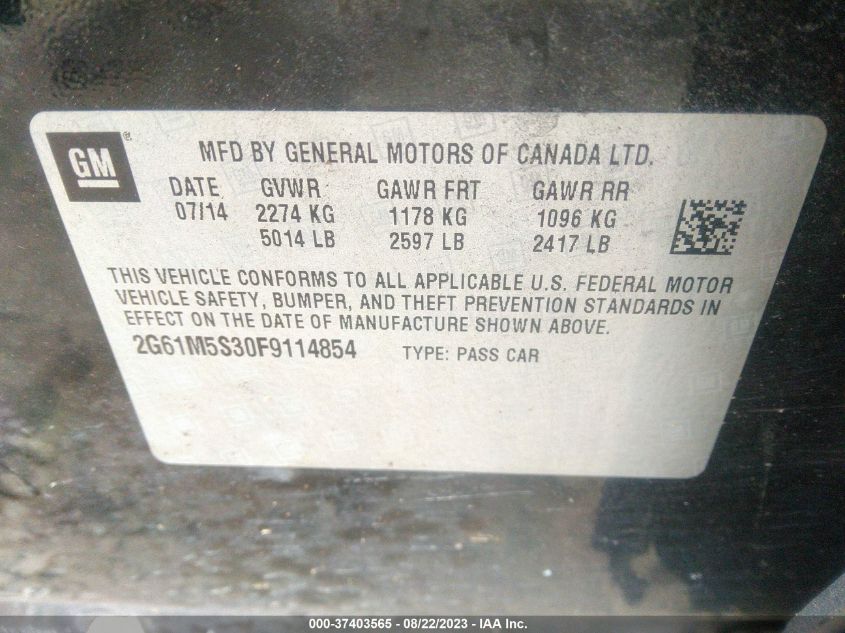 GM ®
MFD BY GENERAL MOTORS OF CANADA LTD.
DATE GVWR GAWR FRT GAWR RR
07/14 2274 KG 1178 KG 1096 KG
5014 LB 2597 LB 2417 LB
THIS VEHICLE CONFORMS TO ALL APPLICABLE U.S. FEDERAL MOTOR
VEHICLE SAFETY, BUMPER, AND THEFT PREVENTION STANDARDS IN
EFFECT ON THE DATE OF MANUFACTURE SHOWN ABOVE.
2G61M5S30F9114854 TYPE: PASS CAR
000-37403565 - 08/22/2023 - IAA Inc.